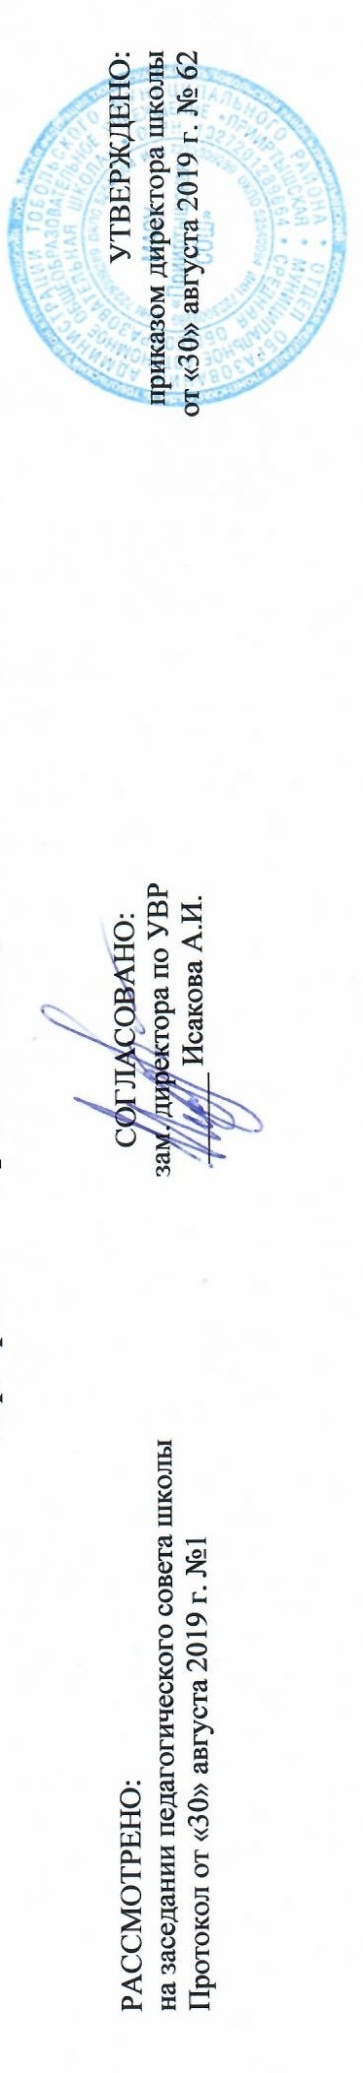 РАССМОТРЕНО:
на заседании педагогического совета школы
Протокол от «30» августа 2019 г. №1
СОГЛАСОВАНО:
зам. директора по УВР
Исакова А.И.
УТВЕРЖДЕНО:
приказом директора школы
от «30» августа 2019 г. № 62